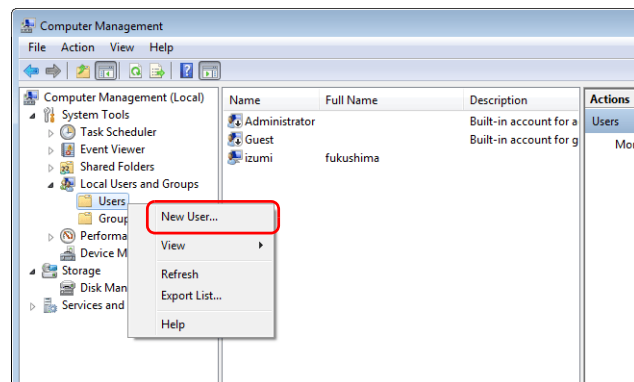 Computer Management
File Action View Help
Computer Management (Local)
System Tools
Task Scheduler
Event Viewer
Shared Folders
Local Users and Groups
Users
Group
Performa
Device M
Storage
Disk Man
Services and
Name Full Name Description
Administrator Built-in account for a
Guest Built-in account for g
izumi fukushima
Actions
Users
Mo
New User...
View
Refresh
Export List...
Help